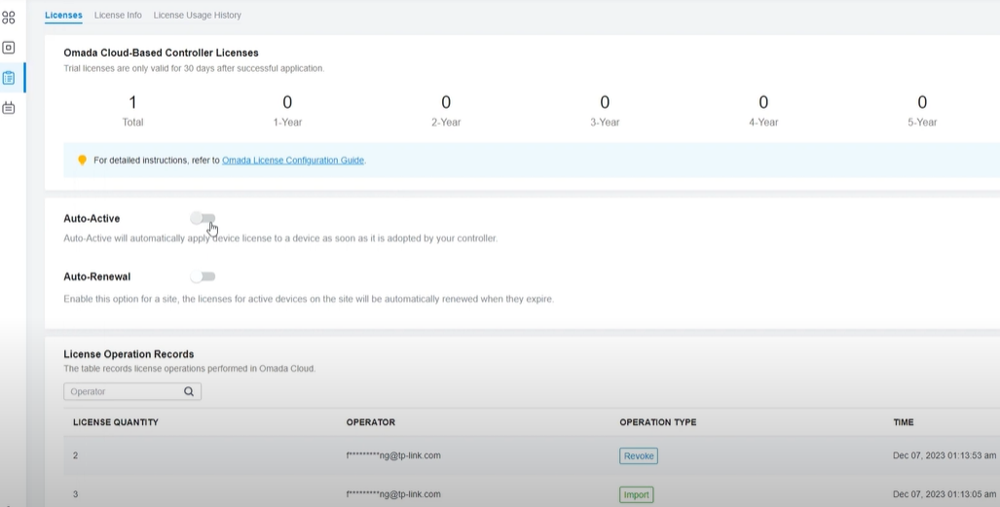 Licenses License Info License Usage History
Omada Cloud-Based Controller Licenses
Trial licenses are only valid for 30 days after successful application.
1 0 0 0 0 0
Total 1-Year 2-Year 3-Year 4-Year 5-Year
For detailed instructions, refer to Omada License Configuration Guide.
Auto-Active
Auto-Active will automatically apply device license to a device as soon as it is adopted by your controller.
Auto-Renewal
Enable this option for a site, the licenses for active devices on the site will be automatically renewed when they expire.
License Operation Records
The table records license operations performed in Omada Cloud.
Operator
LICENSE QUANTITY OPERATOR OPERATION TYPE TIME
2 f*********ng@tp-link.com Revoke Dec 07, 2023 01:13:53 am
3 f*********ng@tp-link.com Import Dec 07, 2023 01:13:05 am